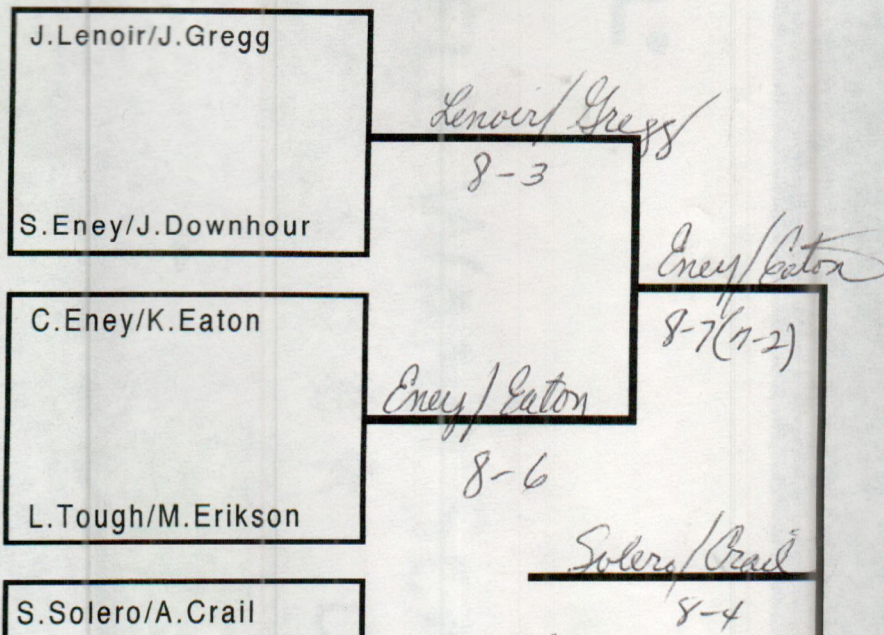 J.Lenoir/J.Gregg
Lenoir/Gregg
8-3
S.Eney/J.Downhour
Eney/Eaton
8-7(7-2)
C.Eney/K.Eaton
Eney/Eaton
8-6
L.Tough/M.Erikson
Solero/Crail
8-4
S.Solero/A.Crail